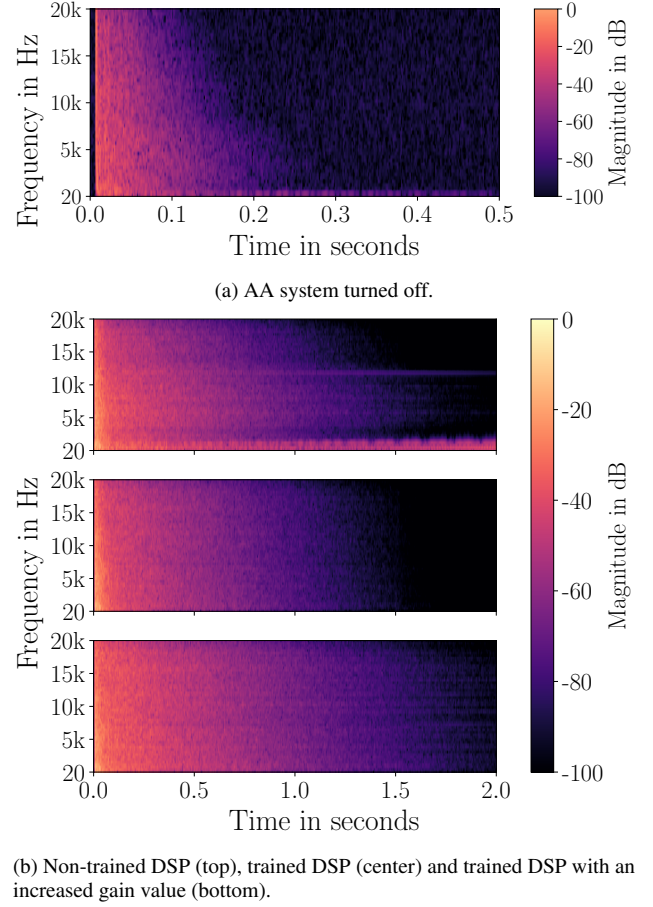 20k
15k
10k
5k
20
Frequency in Hz
0.0 0.1 0.2 0.3 0.4 0.5
Time in seconds
0
-20
-40
-60
-80
-100
Magnitude in dB
(a) AA system turned off.
20k
15k
10k
5k
20
20k
15k
10k
5k
20
20k
15k
10k
5k
20
Frequency in Hz
0.0 0.5 1.0 1.5 2.0
Time in seconds
0
-20
-40
-60
-80
-100
Magnitude in dB
(b) Non-trained DSP (top), trained DSP (center) and trained DSP with an
increased gain value (bottom).